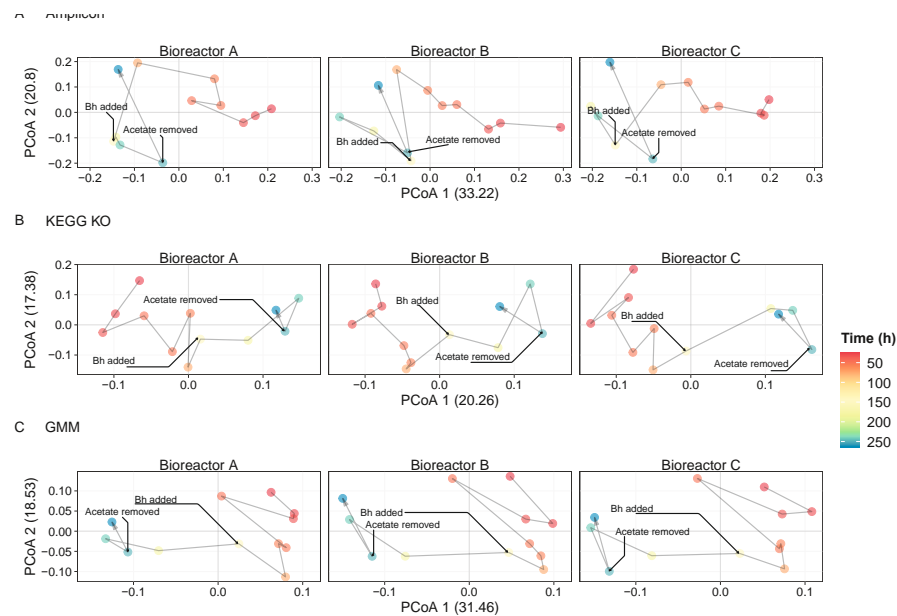 A Amplicon
Bioreactor A Bioreactor B Bioreactor C
PCoA 2 (20.8)
0.2
0.1
0.0
−0.1
−0.2
Bh added
Acetate removed
Bh added
Acetate removed
Bh added
Acetate removed
−0.2 −0.1 0.0 0.1 0.2 0.3 −0.2 −0.1 0.0 0.1 0.2 0.3 −0.2 −0.1 0.0 0.1 0.2 0.3
PCoA 1 (33.22)
B KEGG KO
Bioreactor A Bioreactor B Bioreactor C
PCoA 2 (17.38)
0.2
0.1
0.0
−0.1
Acetate removed
Bh added
Bh added
Acetate removed
Bh added
Acetate removed
−0.1 0.0 0.1 −0.1 0.0 0.1 −0.1 0.0 0.1
PCoA 1 (20.26)
Time (h)
50
100
150
200
250
C GMM
Bioreactor A Bioreactor B Bioreactor C
PCoA 2 (18.53)
0.10
0.05
0.00
−0.05
−0.10
Bh added
Acetate removed
Bh added
Acetate removed
Bh added
Acetate removed
−0.1 0.0 0.1 −0.1 0.0 0.1 −0.1 0.0 0.1
PCoA 1 (31.46)